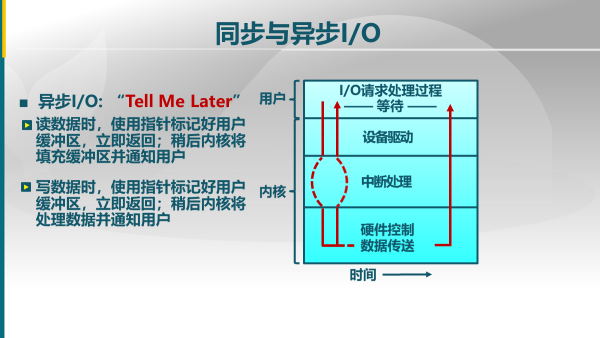 同步与异步I/O
■ 异步I/O: “Tell Me Later”
读数据时，使用指针标记好用户
缓冲区，立即返回；稍后内核将
填充缓冲区并通知用户
写数据时，使用指针标记好用户
缓冲区，立即返回；稍后内核将
处理数据并通知用户
用户
内核
I/O请求处理过程
等待
设备驱动
中断处理
硬件控制
数据传送
时间